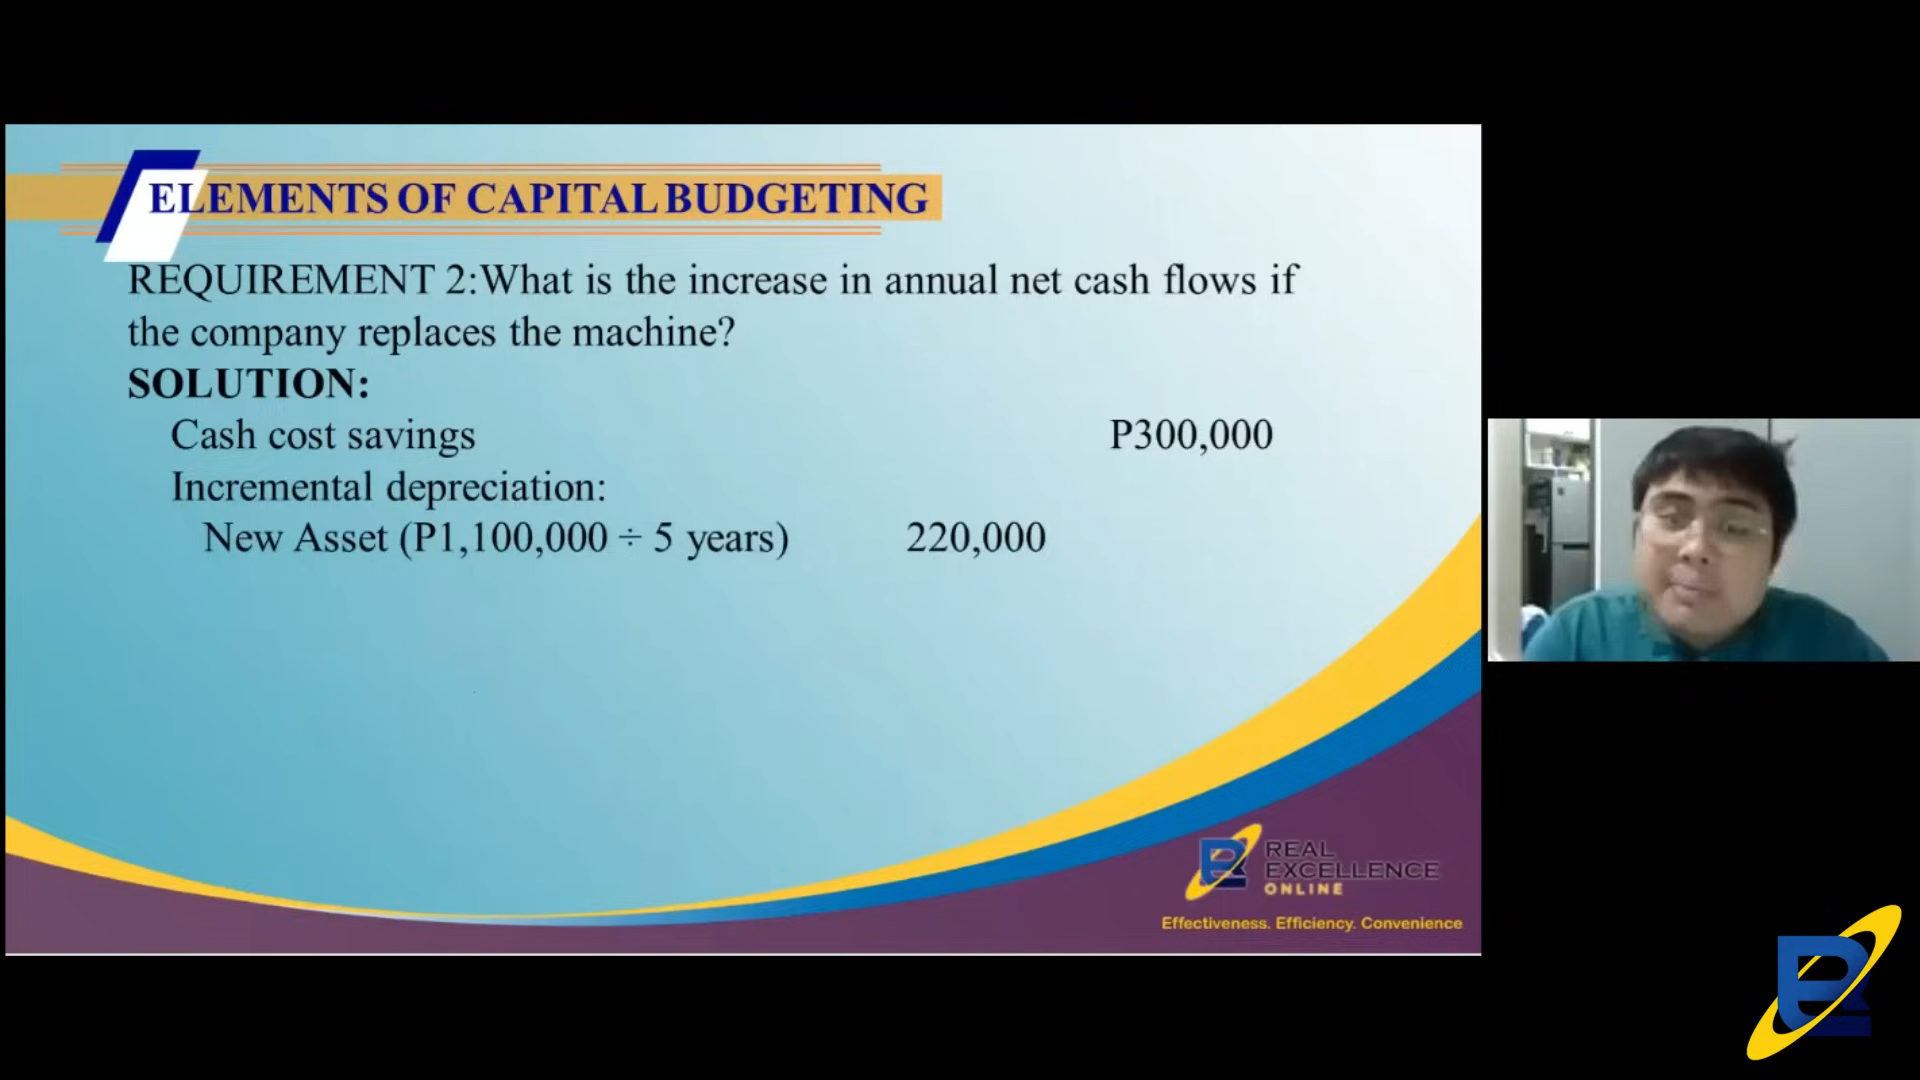 ELEMENTS OF CAPITAL BUDGETING
REQUIREMENT 2:What is the increase in annual net cash flows if
the company replaces the machine?
SOLUTION:
Cash cost savings P300,000
Incremental depreciation:
New Asset (P1,100,000 ÷ 5 years) 220,000
REAL
EXCELLENCE
ONLINE
Effectiveness. Efficiency. Convenience